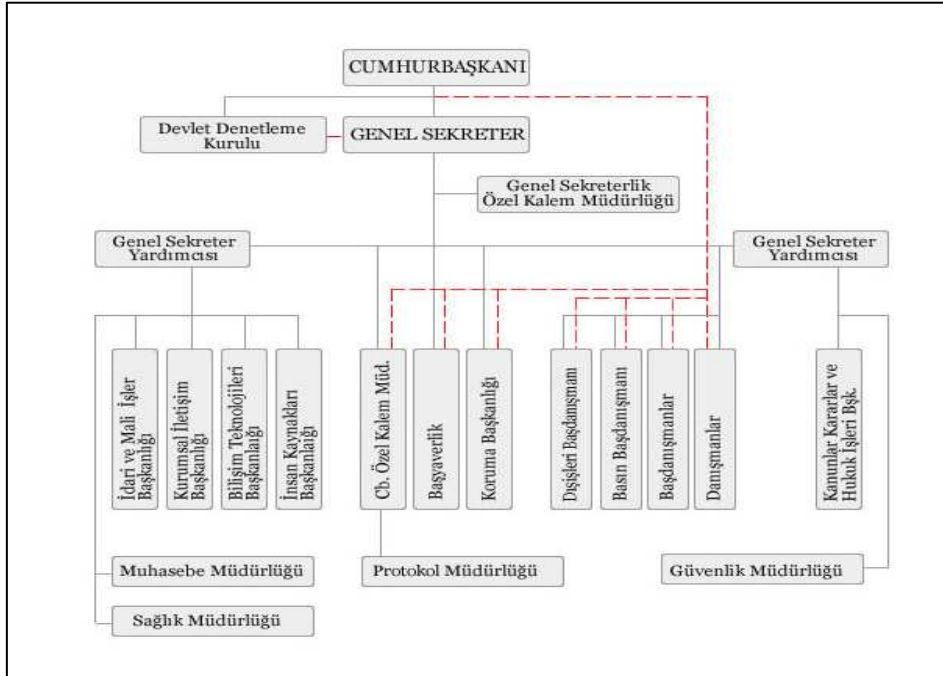 CUMHURBAŞKANI
Devlet Denetleme
Kurulu
GENEL SEKRETER
Genel Sekreterlik
Özel Kalem Müdürlüğü
Genel Sekreter
Yardımcısı
Genel Sekreter
Yardımcısı
İdari ve Mali İşler
Başkanlığı
Kurumsal İletişim
Başkanlığı
Bilişim Teknolojileri
Başkanlaığı
İnsan Kaynakları
Başkanlaığı
Cb. Özel Kalem Müd.
Başyaverlik
Koruma Başkanlığı
Dışişleri Başdanışmanı
Basın Başdanışmanı
Başdanışmanlar
Danışmanlar
Kanunlar Kararlar ve
Hukuk İşleri Bşk.
Muhasebe Müdürlüğü
Protokol Müdürlüğü
Güvenlik Müdürlüğü
Sağlık Müdürlüğü